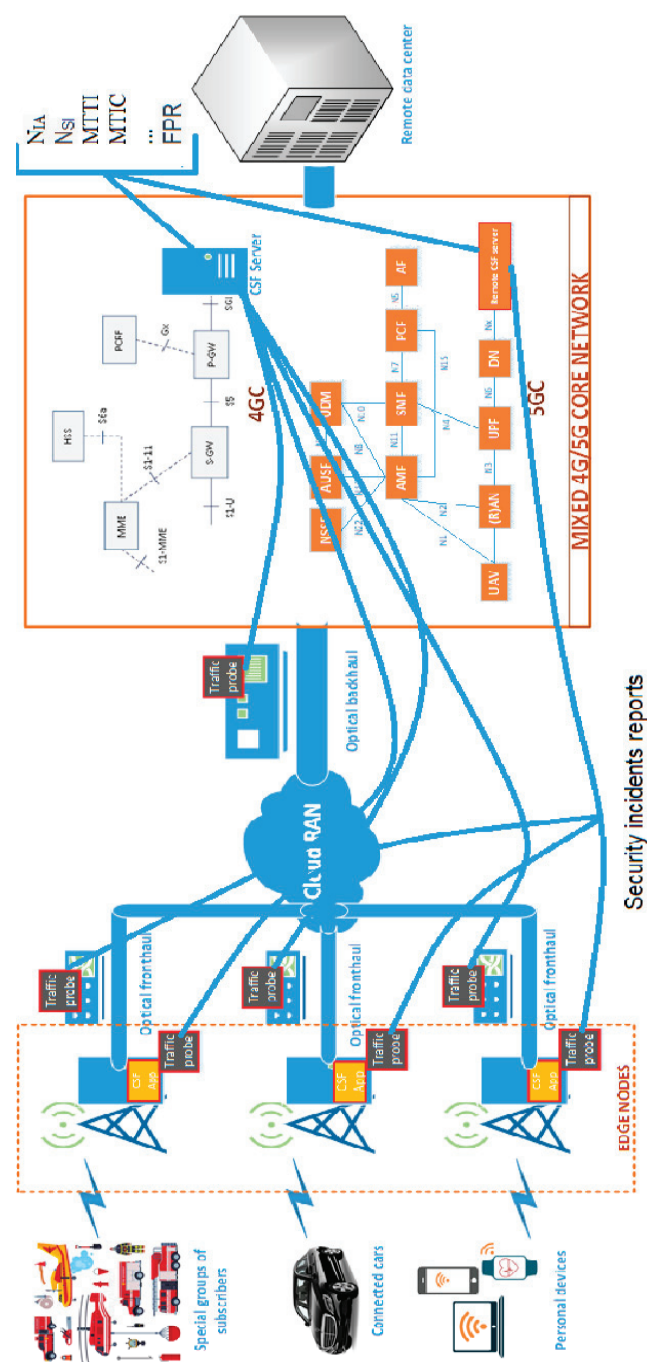 Special groups of
subscribers
Connected cars
Personal devices
EDGE NODES
CSF
App
Traffic
probe
Traffic
probe
Optical fronthaul
CSF
App
Traffic
probe
Traffic
probe
Optical fronthaul
CSF
App
Traffic
probe
Traffic
probe
Optical fronthaul
Cloud RAN
Traffic
probe
Optical backhaul
Security incidents reports
MME
HSS
S-GW
PCRF
P-GW
S1-MME
S6a
S1-11
S1-U
S5
Gx
SGi
CSF Server
4GC
NSSF
AUSF
UDM
N22
N8
N10
AMF
N11
SMF
N7
PCF
N5
AF
N1
N2
N4
N15
UAV
(R)AN
N3
UPF
N6
DN
Nx
Remote CSF server
5GC
MIXED 4G/5G CORE NETWORK
Remote data center
NIA
NSI
MTTI
MTIC
...
FPR